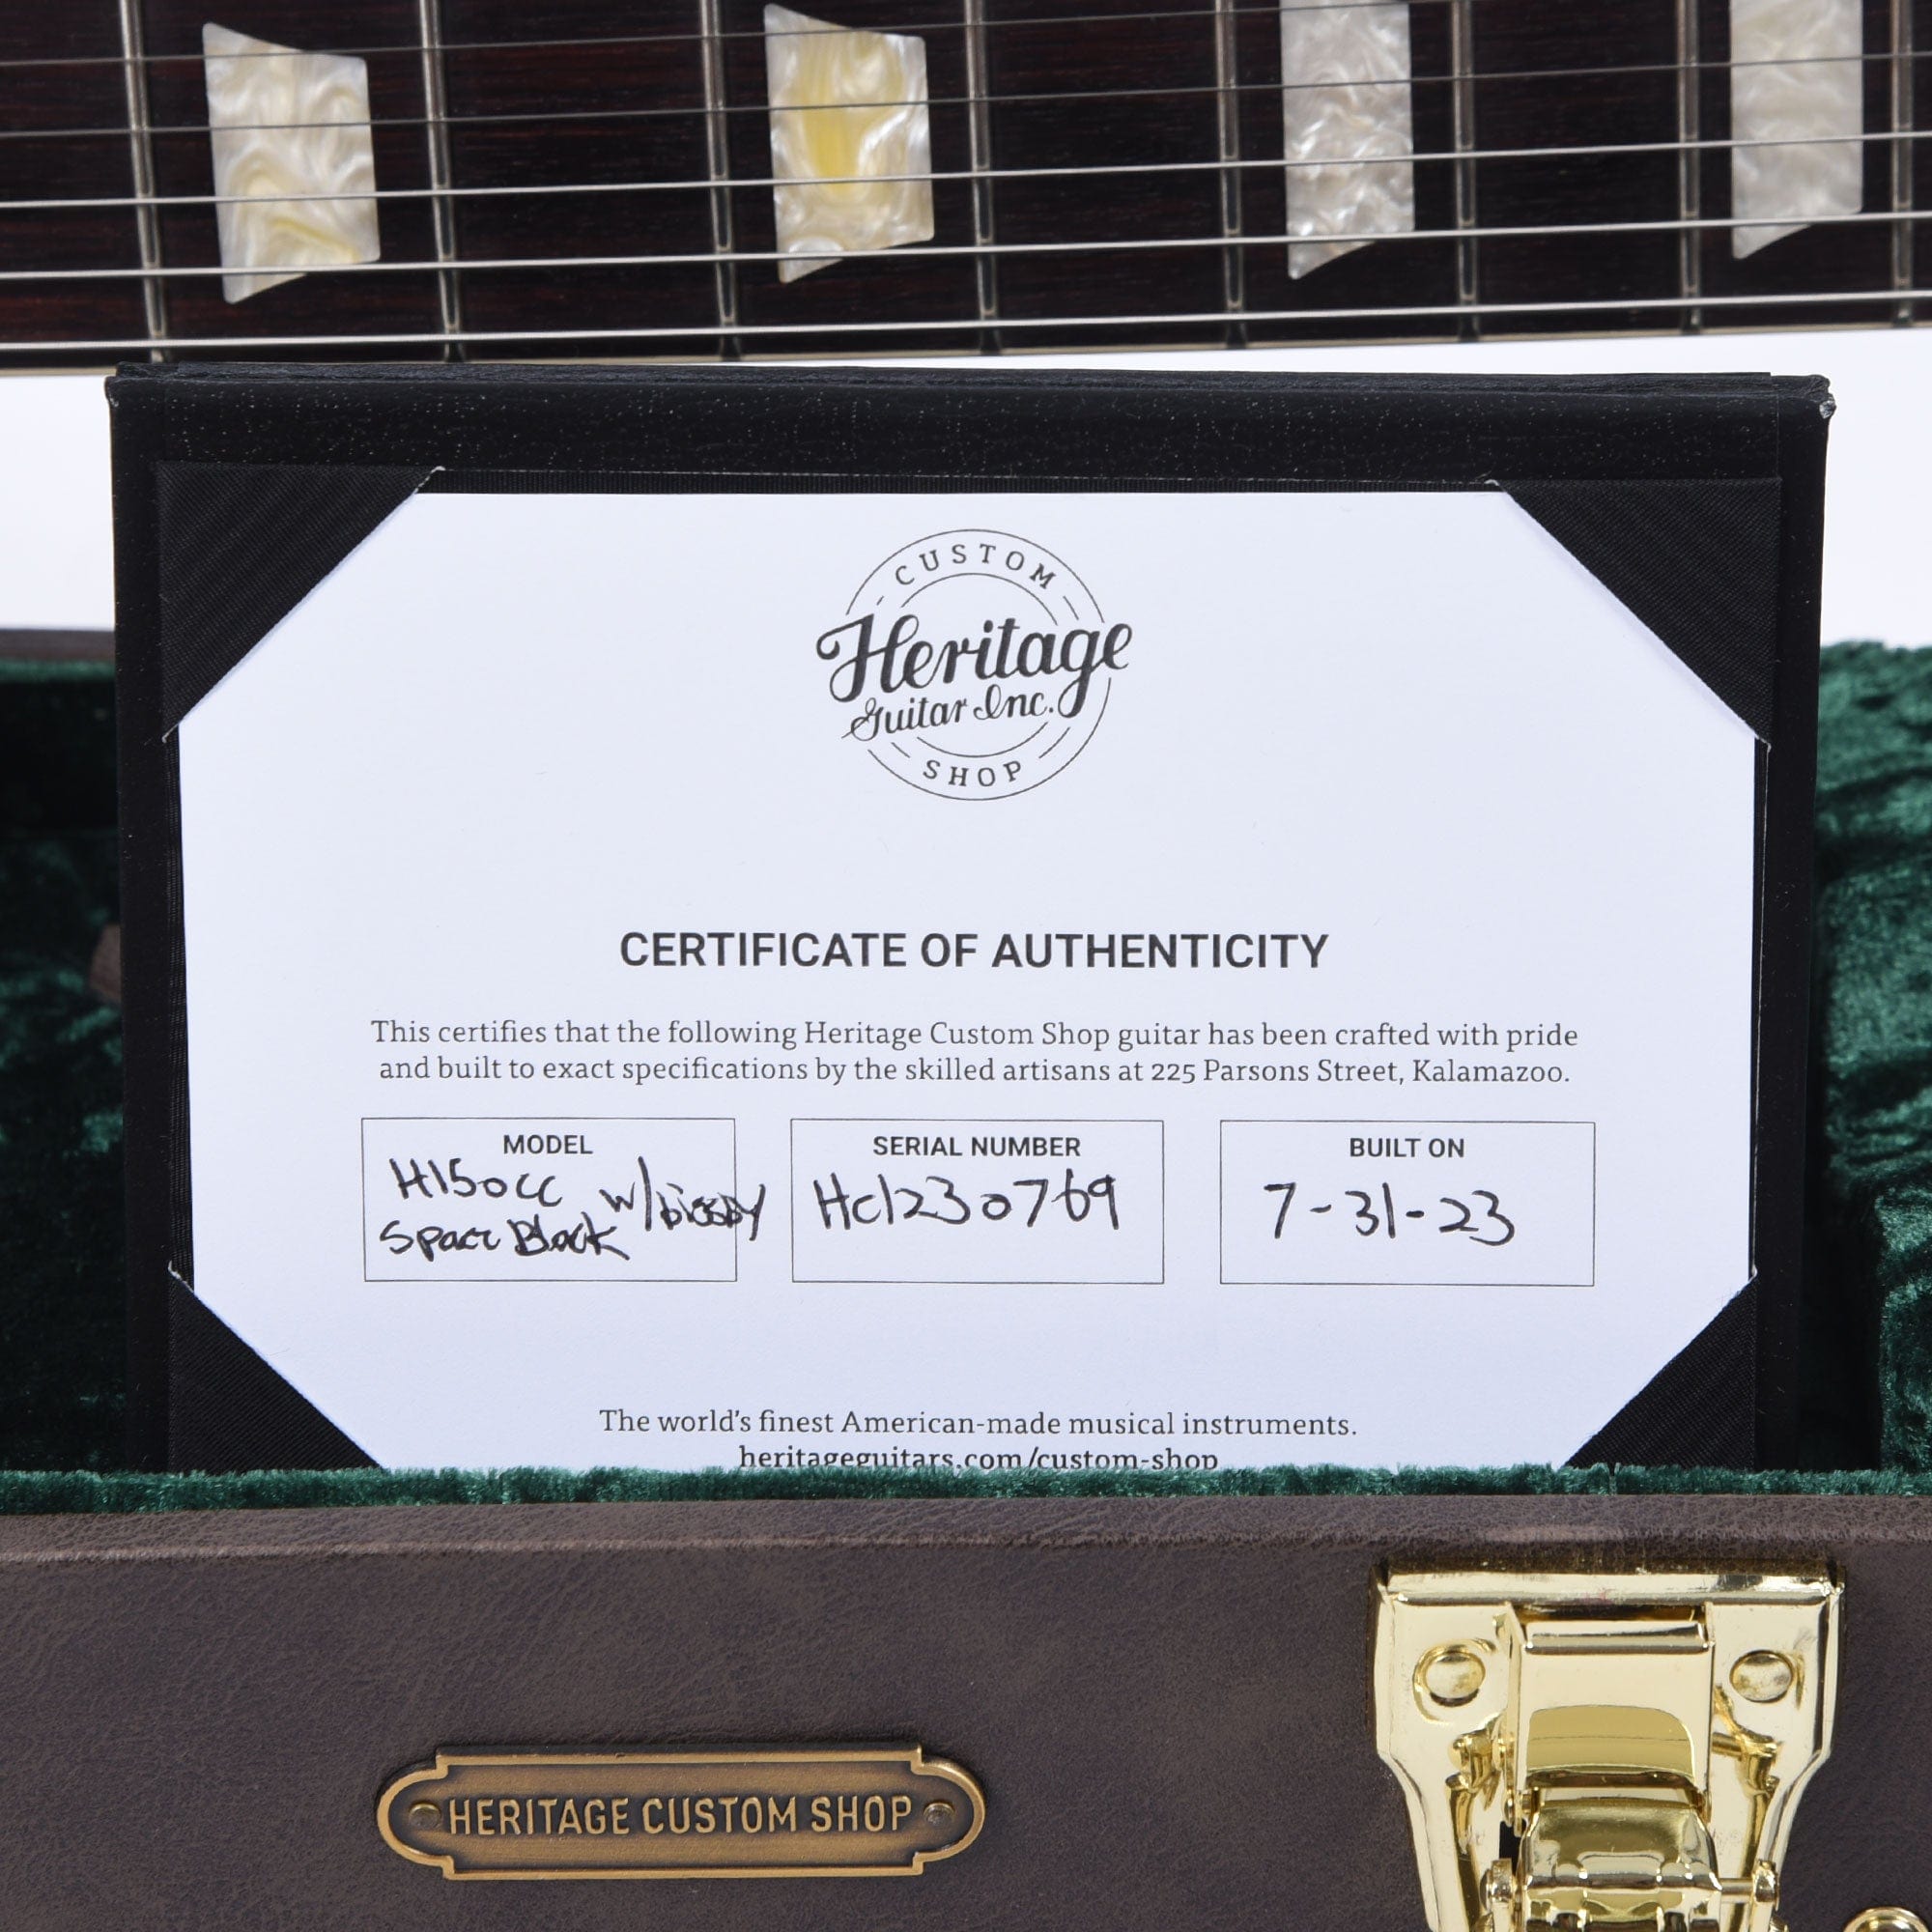 CUSTOM
Heritage
Guitar Inc.
SHOP
CERTIFICATE OF AUTHENTICITY
This certifies that the following Heritage Custom Shop guitar has been crafted with pride
and built to exact specifications by the skilled artisans at 225 Parsons Street, Kalamazoo.
MODEL
H150CC
Space Black w/bigsby
SERIAL NUMBER
HC1230769
BUILT ON
7-31-23
The world's finest American-made musical instruments.
heritageguitars.com/custom-shop
HERITAGE CUSTOM SHOP